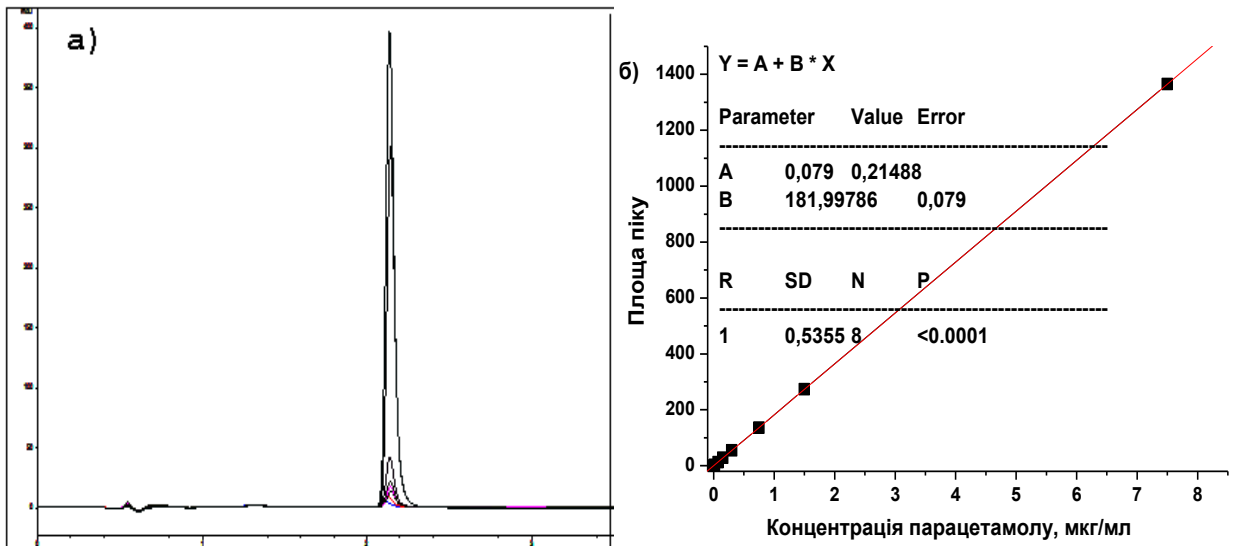 а)
б)
Y = A + B * X
Parameter Value Error
------------------------------------------------------------
A 0,079 0,21488
B 181,99786 0,079
------------------------------------------------------------
R SD N P
------------------------------------------------------------
1 0,5355 8 <0.0001
1400
1200
1000
800
600
400
200
0
Площа піку
0 1 2 3 4 5 6 7 8
Концентрація парацетамолу, мкг/мл